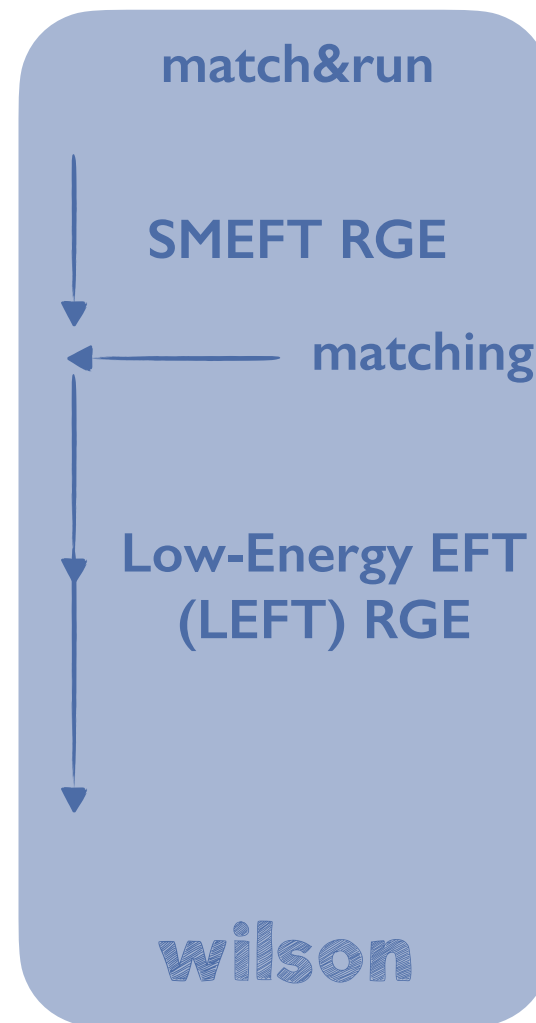 match&run
SMEFT RGE
matching
Low-Energy EFT
(LEFT) RGE
wilson